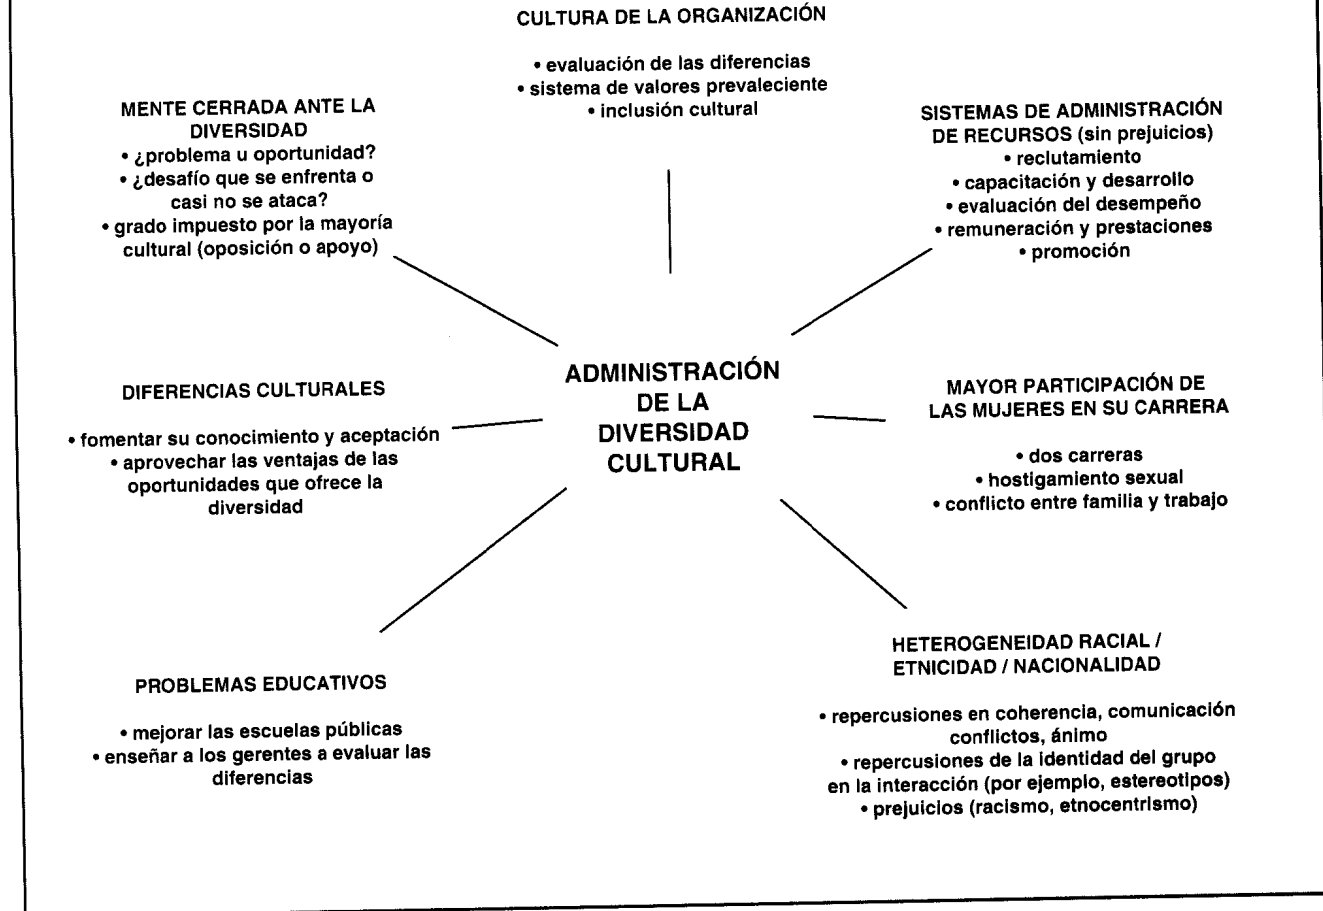 CULTURA DE LA ORGANIZACIÓN
• evaluación de las diferencias
• sistema de valores prevaleciente
• inclusión cultural
MENTE CERRADA ANTE LA
DIVERSIDAD
• ¿problema u oportunidad?
• ¿desafío que se enfrenta o
casi no se ataca?
• grado impuesto por la mayoría
cultural (oposición o apoyo)
SISTEMAS DE ADMINISTRACIÓN
DE RECURSOS (sin prejuicios)
• reclutamiento
• capacitación y desarrollo
• evaluación del desempeño
• remuneración y prestaciones
• promoción
ADMINISTRACIÓN
DE LA
DIVERSIDAD
CULTURAL
DIFERENCIAS CULTURALES
• fomentar su conocimiento y aceptación
• aprovechar las ventajas de las
oportunidades que ofrece la
diversidad
MAYOR PARTICIPACIÓN DE
LAS MUJERES EN SU CARRERA
• dos carreras
• hostigamiento sexual
• conflicto entre familia y trabajo
PROBLEMAS EDUCATIVOS
• mejorar las escuelas públicas
• enseñar a los gerentes a evaluar las
diferencias
HETEROGENEIDAD RACIAL /
ETNICIDAD / NACIONALIDAD
• repercusiones en coherencia, comunicación
conflictos, ánimo
• repercusiones de la identidad del grupo
en la interacción (por ejemplo, estereotipos)
• prejuicios (racismo, etnocentrismo)